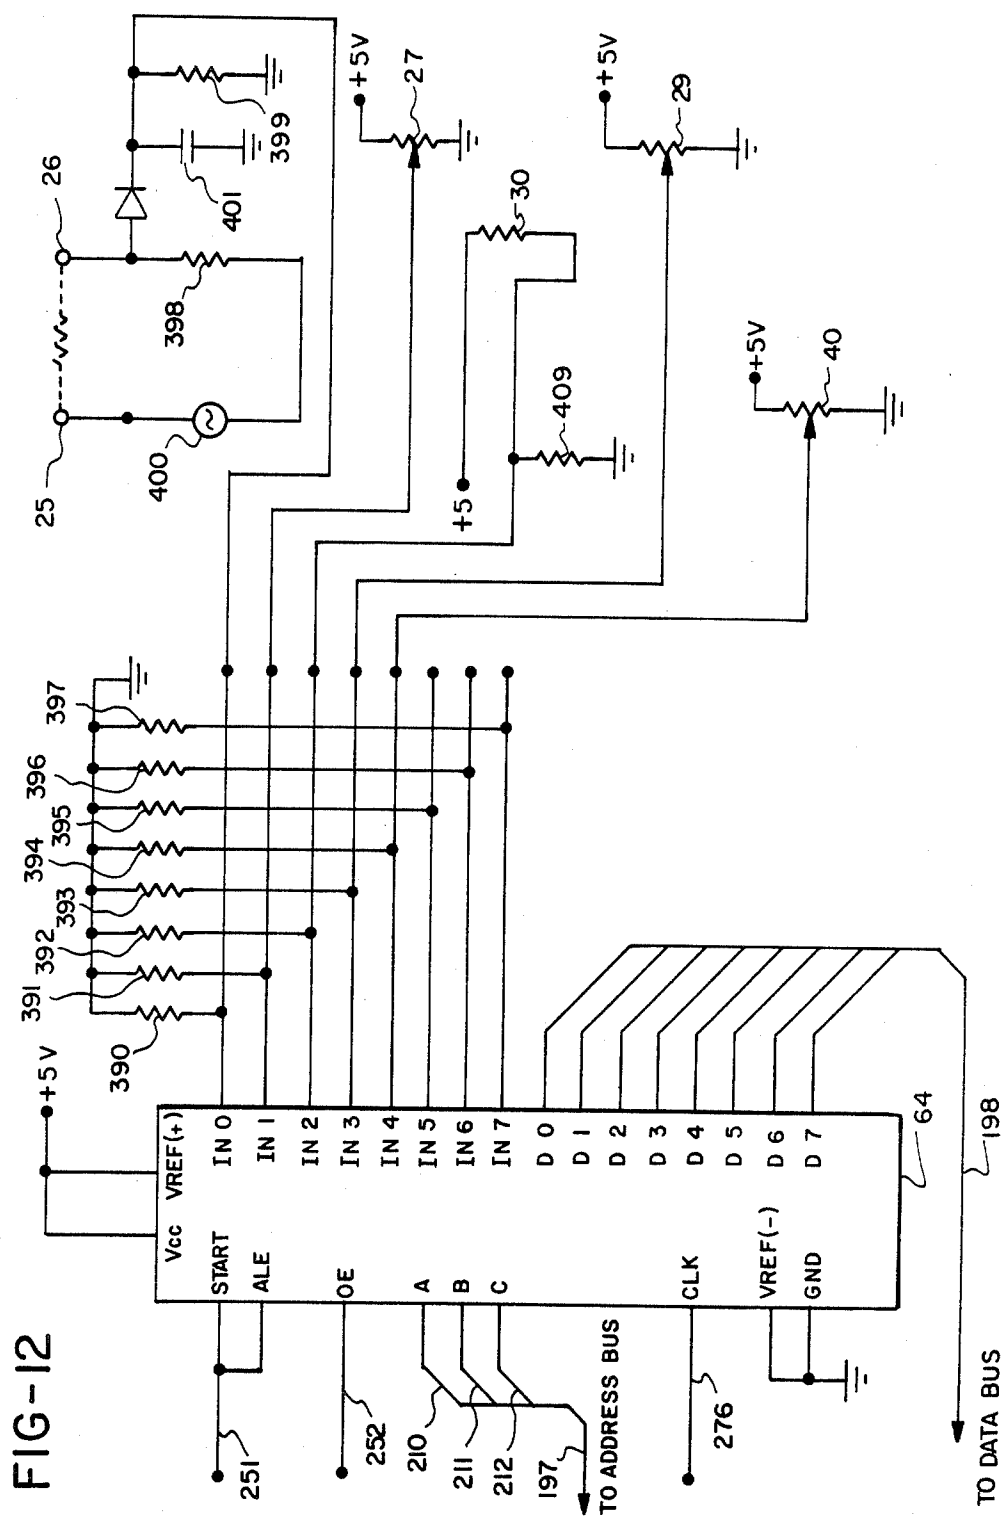 FIG-12
+5V
Vcc
VREF(+)
START
ALE
OE
A
B
C
CLK
VREF(-)
GND
IN 0
IN 1
IN 2
IN 3
IN 4
IN 5
IN 6
IN 7
D 0
D 1
D 2
D 3
D 4
D 5
D 6
D 7
251
252
210
211
212
197
TO ADDRESS BUS
276
64
198
TO DATA BUS
390
391
392
393
394
395
396
397
25
26
400
398
401
399
+5V
27
+5
30
409
+5V
29
+5V
40